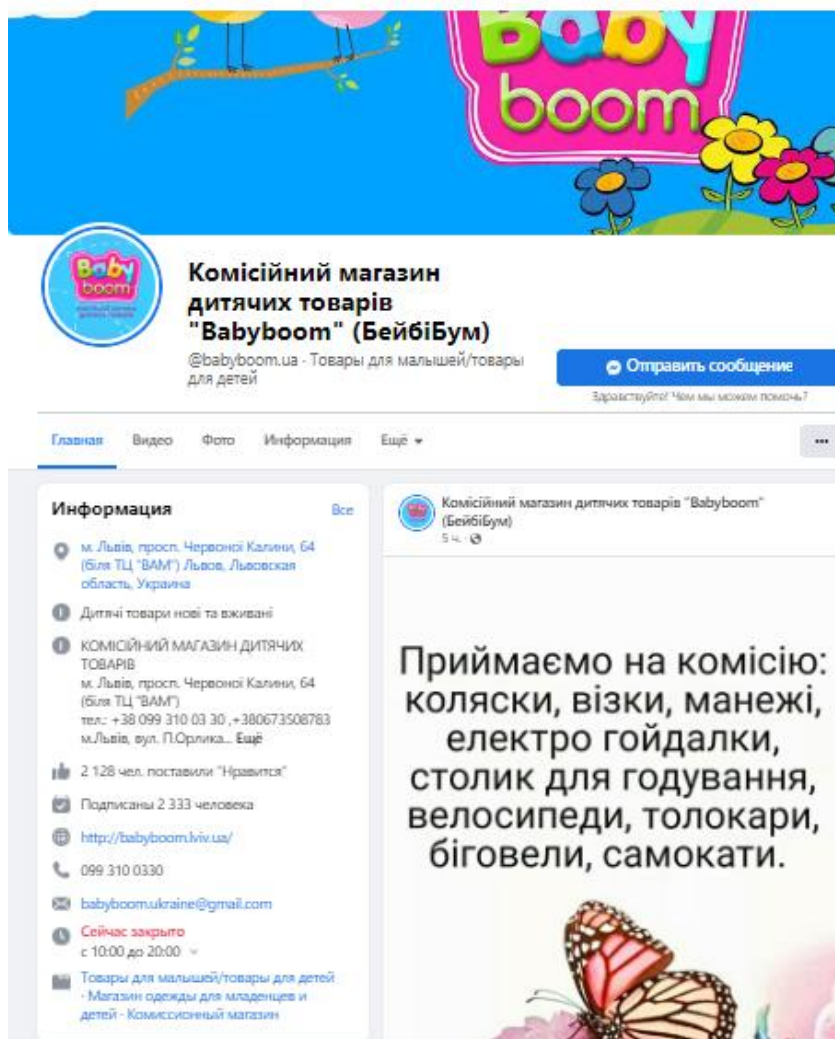 Baby
boom
Baby
boom
Комісійний магазин
дитячих товарів
"Babyboom" (БейбіБум)
@babyboom.ua · Товары для малышей/товары
для детей
Отправить сообщение
Здравствуйте! Чем мы можем помочь?
Главная Видео Фото Информация Ещё
Информация Все
м. Львів, просп. Червоної Калини, 64
(біля ТЦ "ВАМ") Львов, Львовская
область, Украина
Дитячі товари нові та вживані
КОМІСІЙНИЙ МАГАЗИН ДИТЯЧИХ
ТОВАРІВ
м. Львів, просп. Червоної Калини, 64
(біля ТЦ "ВАМ")
тел.: +38 099 310 03 30 ,+380673508783
м.Львів, вул. П.Орлика... Ещё
2 128 чел. поставили "Нравится"
Подписаны 2 333 человека
http://babyboom.lviv.ua/
099 310 0330
babyboom.ukraine@gmail.com
Сейчас закрыто
с 10:00 до 20:00
Товары для малышей/товары для детей
· Магазин одежды для младенцев и
детей · Комиссионный магазин
Комісійний магазин дитячих товарів "Babyboom"
(БейбіБум)
5 ч. ·
Приймаємо на комісію:
коляски, візки, манежі,
електро гойдалки,
столик для годування,
велосипеди, толокари,
біговели, самокати.